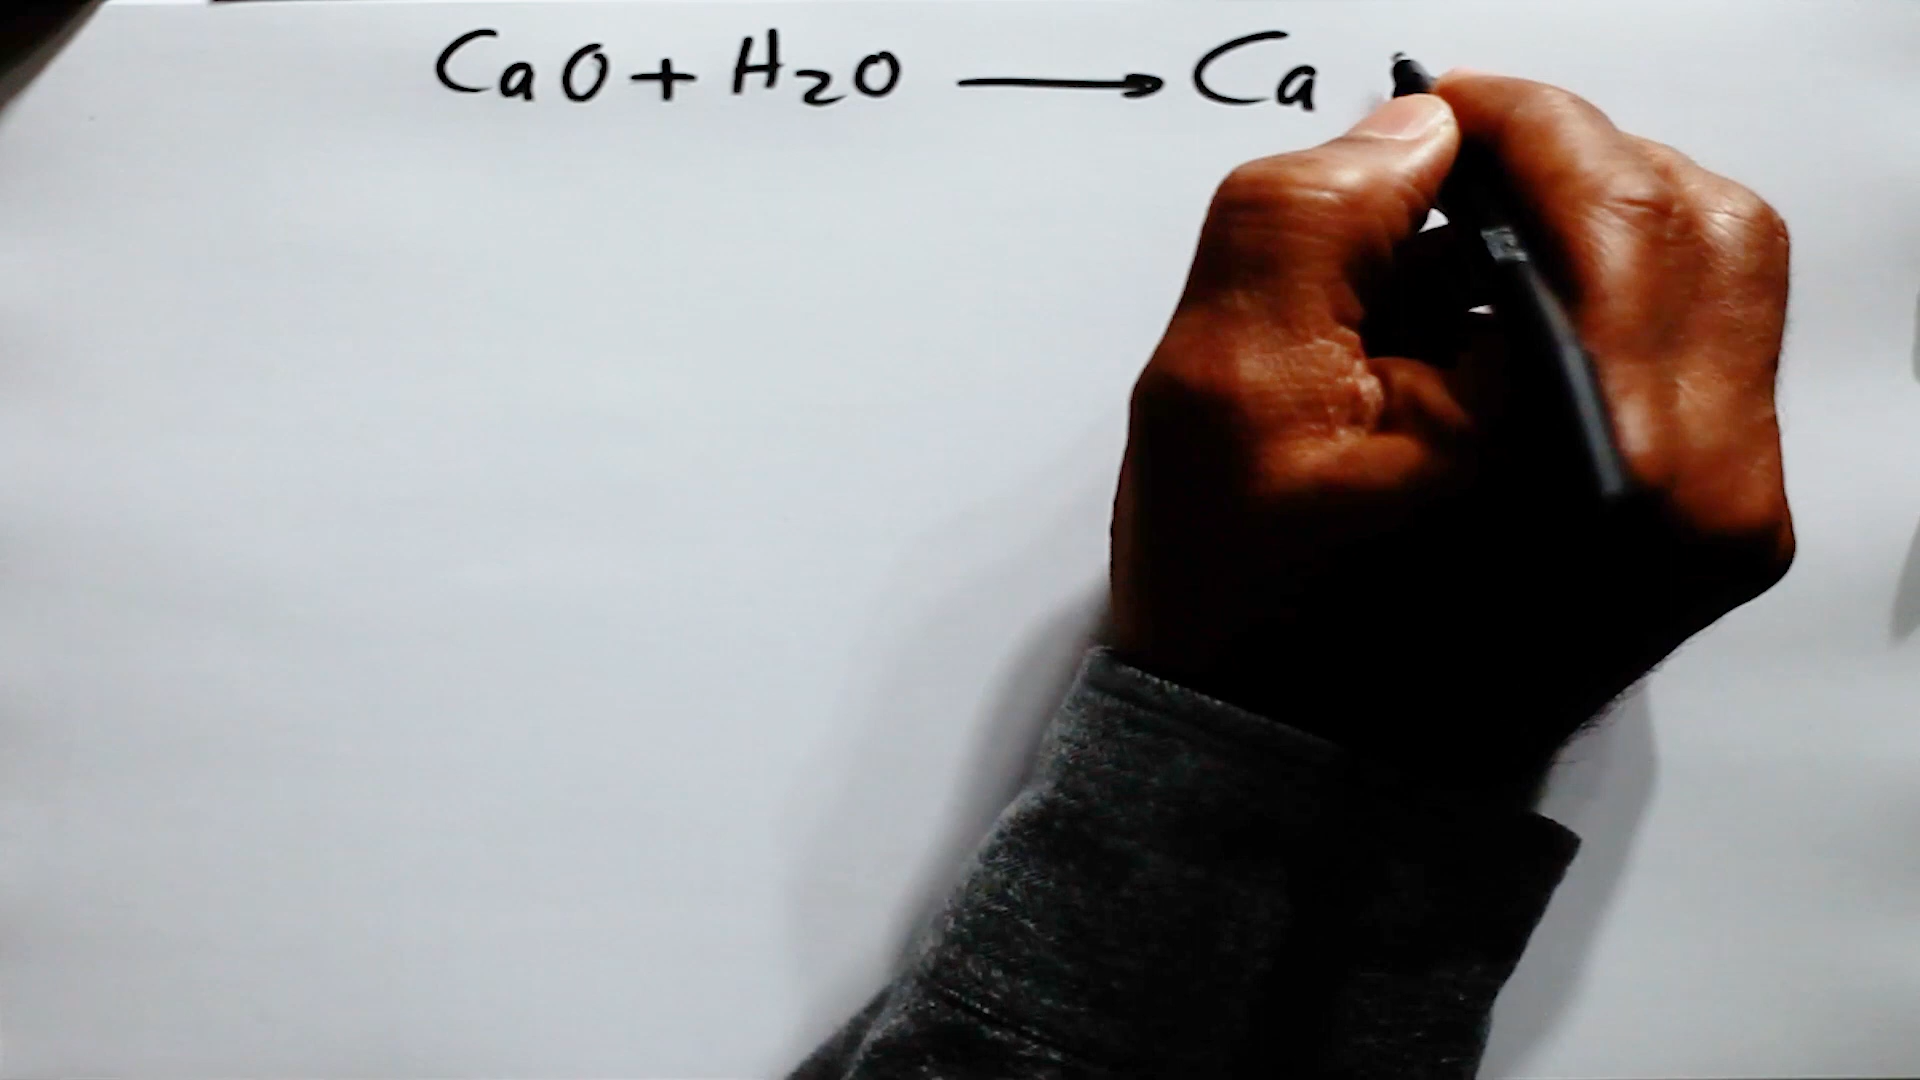 CaO + H2O → Ca